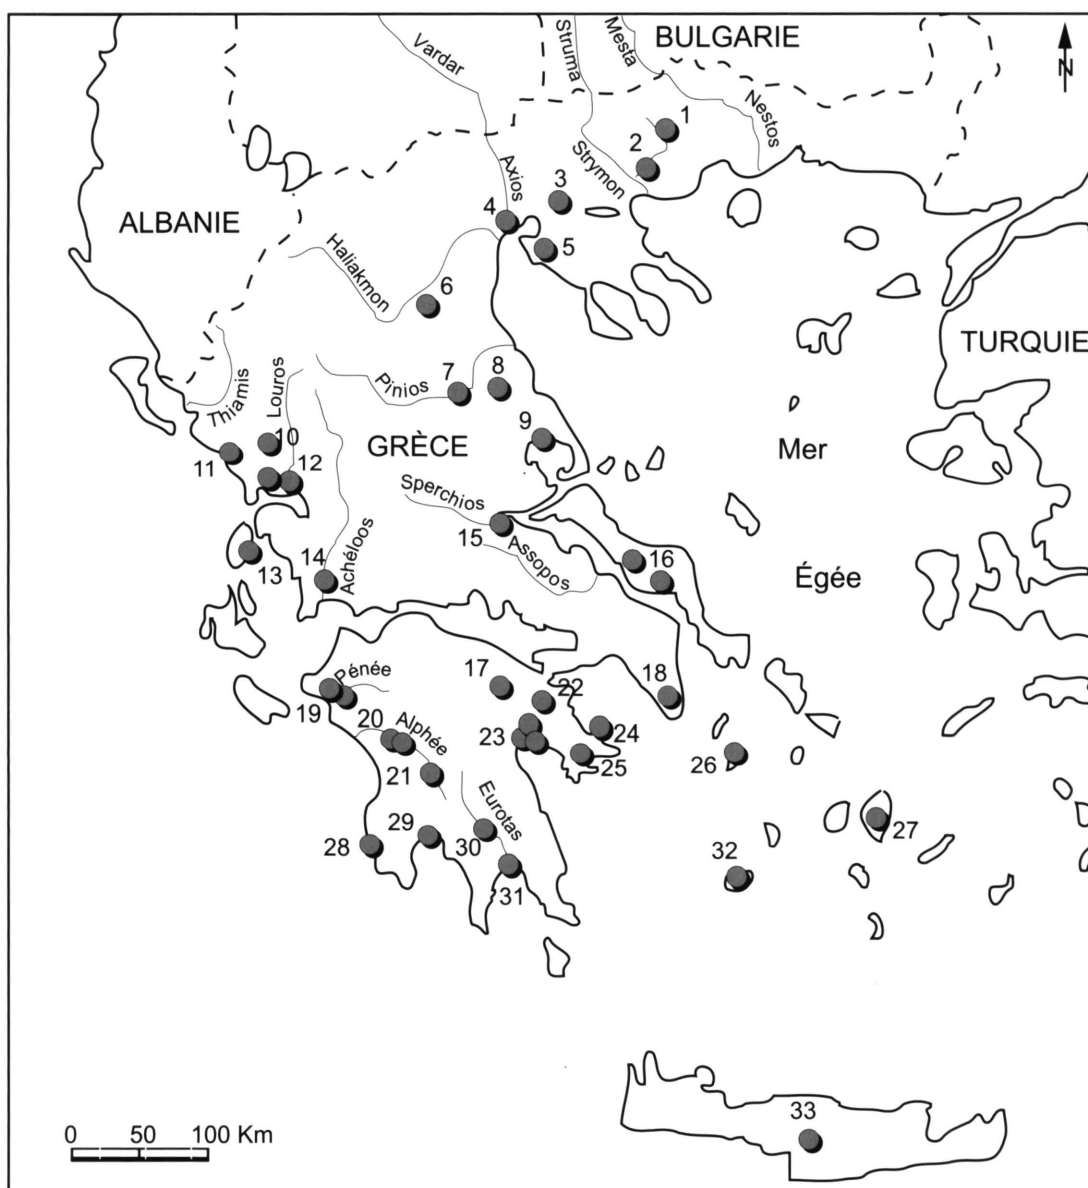 BULGARIE
Vardar
Struma
Mesta
Nestos
N
1
2
Strymon
Axios
3
4
5
ALBANIE
Haliakmon
6
TURQUIE
Thiamis
Louros
Pinios
7
8
9
10
11
12
GRÈCE
Mer
Sperchios
15
Assopos
16
Égée
13
14
Achéloos
Pénée
17
18
19
20
Alphée
22
23
24
25
26
21
Eurotas
27
28
29
30
31
32
33
0 50 100 Km